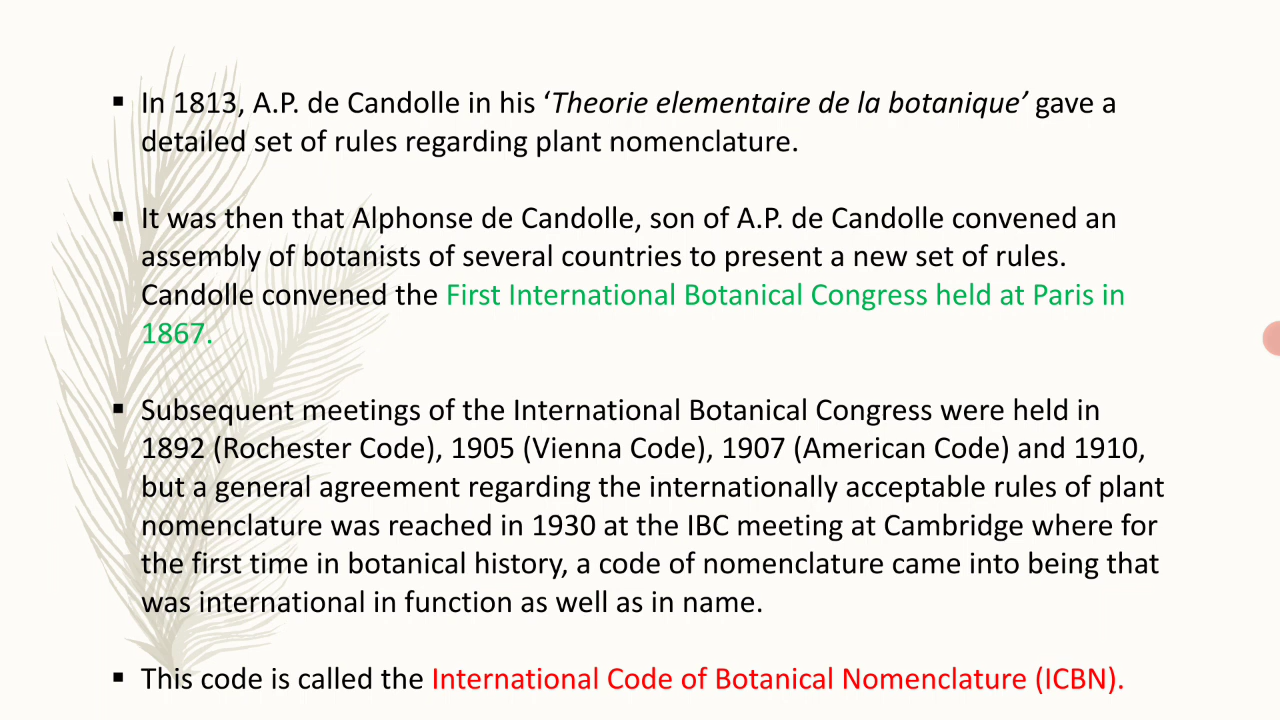 ▪ In 1813, A.P. de Candolle in his ‘Theorie elementaire de la botanique’ gave a
detailed set of rules regarding plant nomenclature.
▪ It was then that Alphonse de Candolle, son of A.P. de Candolle convened an
assembly of botanists of several countries to present a new set of rules.
Candolle convened the First International Botanical Congress held at Paris in
1867.
▪ Subsequent meetings of the International Botanical Congress were held in
1892 (Rochester Code), 1905 (Vienna Code), 1907 (American Code) and 1910,
but a general agreement regarding the internationally acceptable rules of plant
nomenclature was reached in 1930 at the IBC meeting at Cambridge where for
the first time in botanical history, a code of nomenclature came into being that
was international in function as well as in name.
▪ This code is called the International Code of Botanical Nomenclature (ICBN).